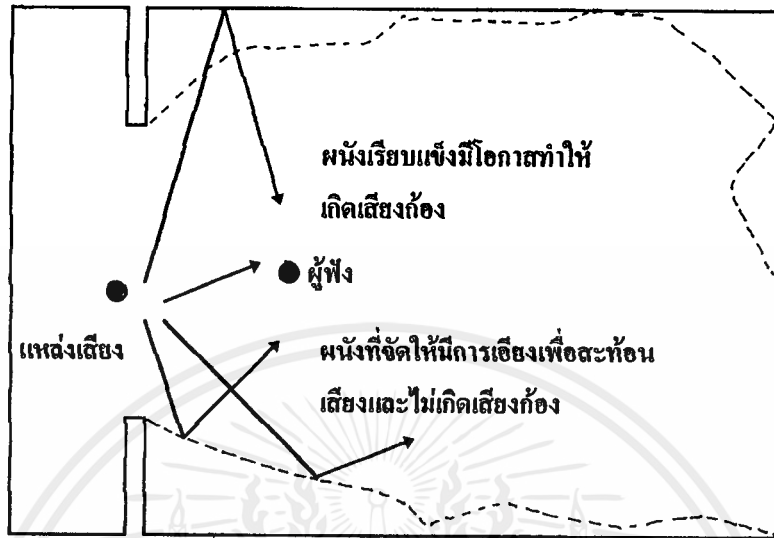 ผนังเรียบแข็งมีโอกาสทำให้
เกิดเสียงก้อง
ผู้ฟัง
แหล่งเสียง
ผนังที่จัดให้มีการเอียงเพื่อสะท้อน
เสียงและไม่เกิดเสียงก้อง